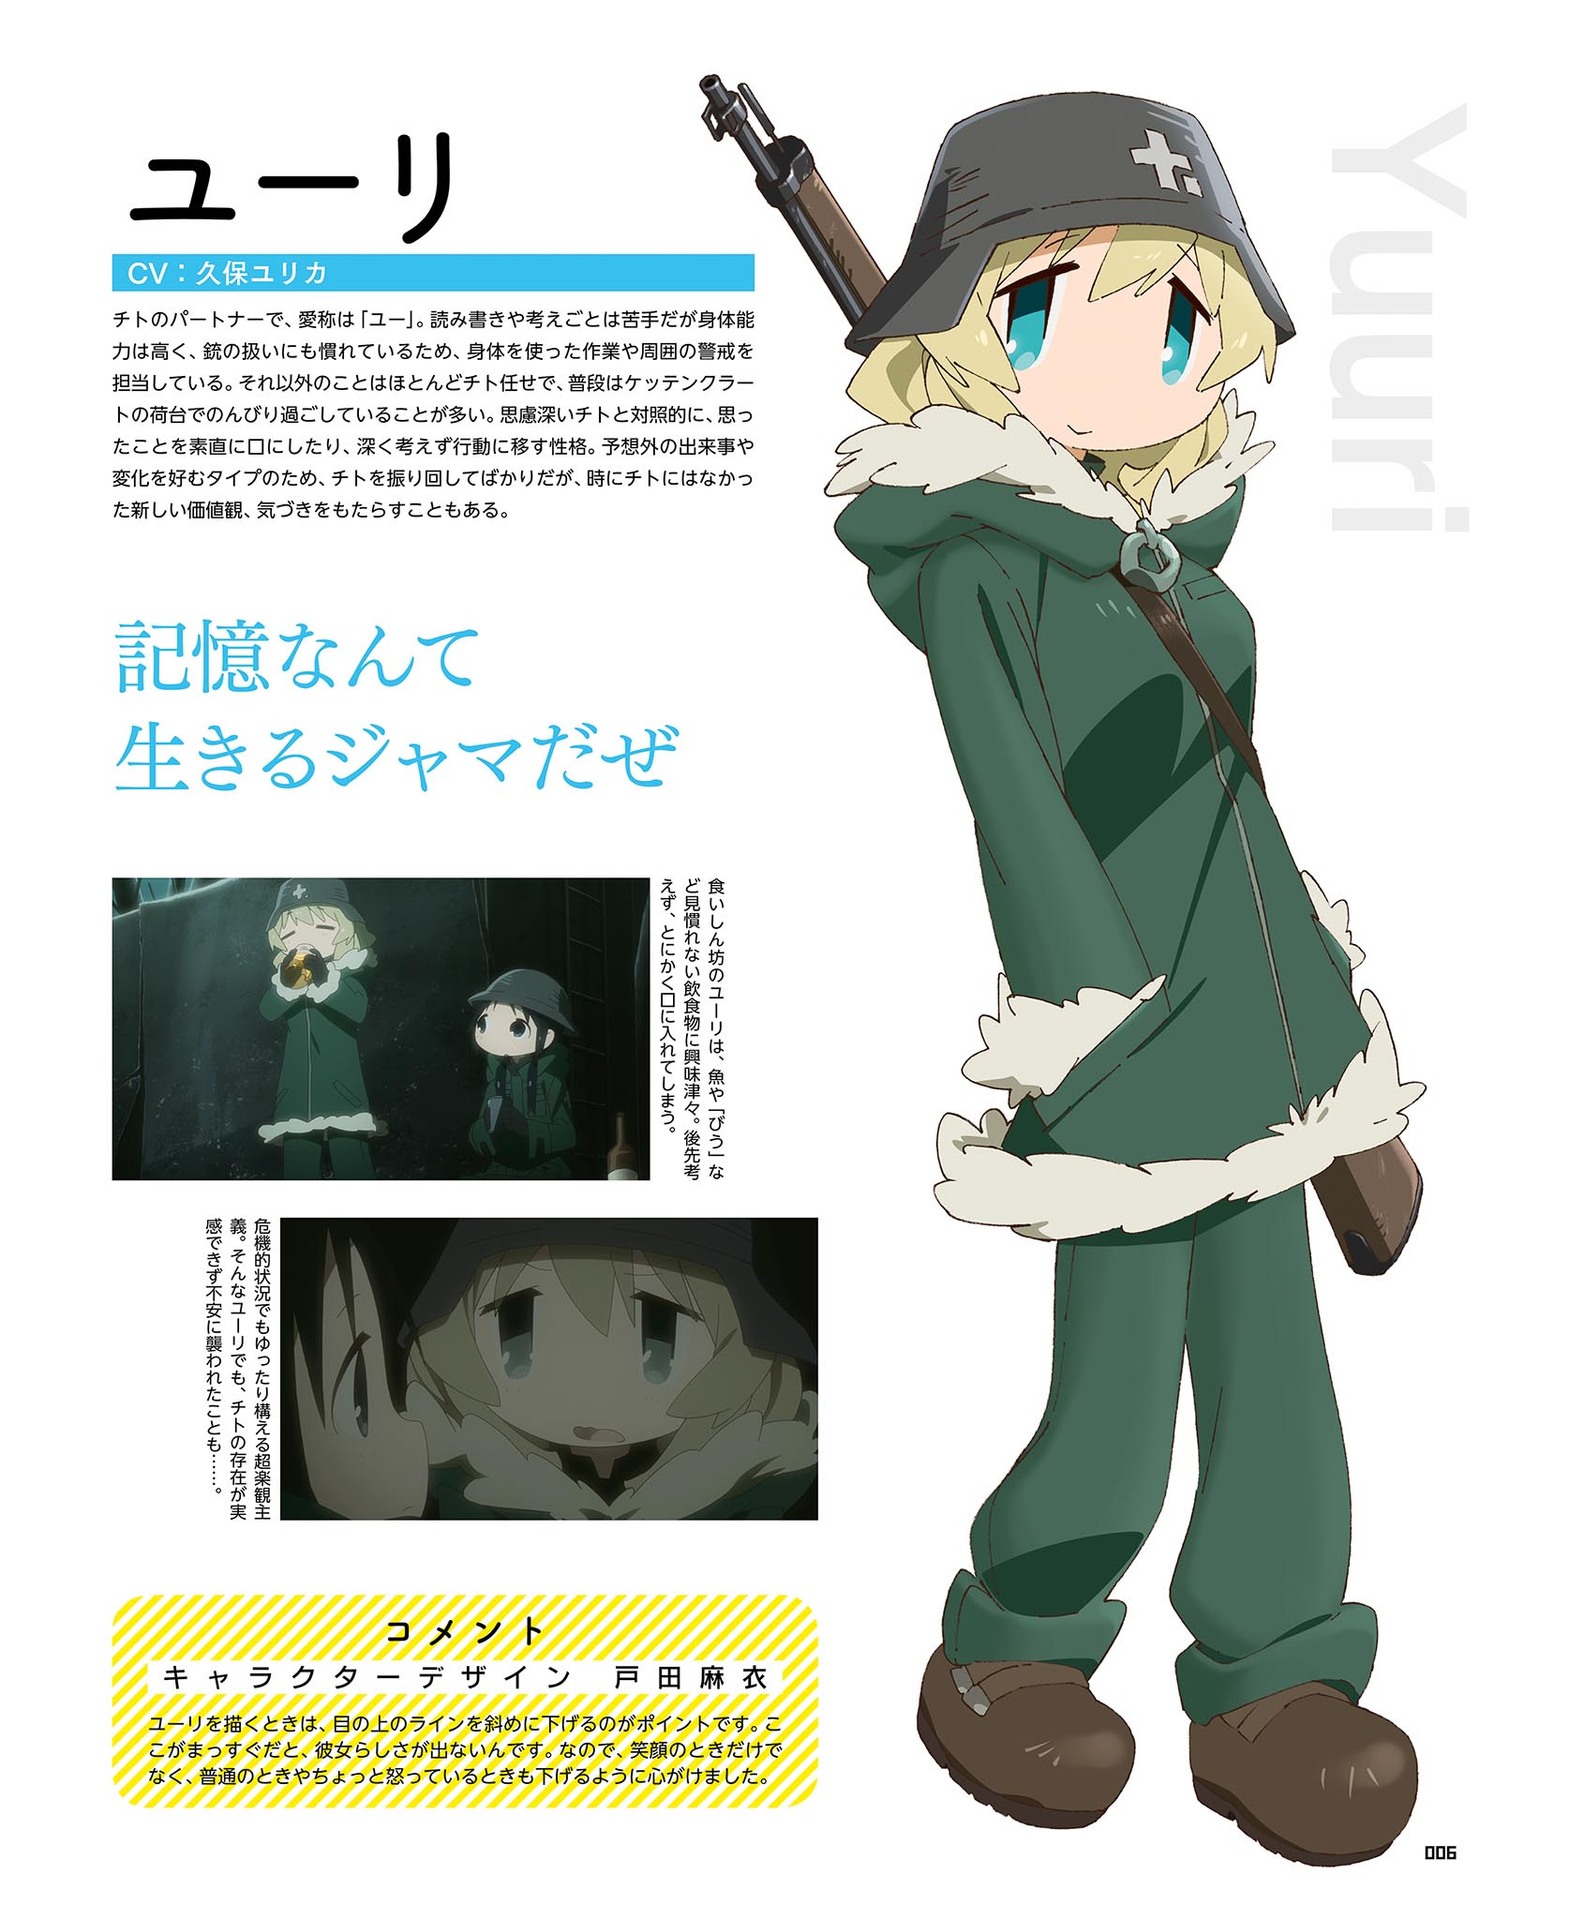 ユーリ
Yuuri
CV：久保ユリカ
チトのパートナーで、愛称は「ユー」。読み書きや考えごとは苦手だが身体能
力は高く、銃の扱いにも慣れているため、身体を使った作業や周囲の警戒を
担当している。それ以外のことはほとんどチト任せで、普段はケッテンクラー
トの荷台でのんびり過ごしていることが多い。思慮深いチトと対照的に、思っ
たことを素直に口にしたり、深く考えず行動に移す性格。予想外の出来事や
変化を好むタイプのため、チトを振り回してばかりだが、時にチトにはなかっ
た新しい価値観、気づきをもたらすこともある。
記憶なんて
生きるジャマだぜ
食いしん坊のユーリは、魚や「びう」な
ど見慣れない飲食物に興味津々。後先考
えず、とにかく口に入れてしまう。
危機的状況でもゆったり構える超楽観主
義。そんなユーリでも、チトの存在が実
感できず不安に襲われたことも……。
コメント
キャラクターデザイン 戸田麻衣
ユーリを描くときは、目の上のラインを斜めに下げるのがポイントです。こ
こがまっすぐだと、彼女らしさが出ないんです。なので、笑顔のときだけで
なく、普通のときやちょっと怒っているときも下げるように心がけました。
006